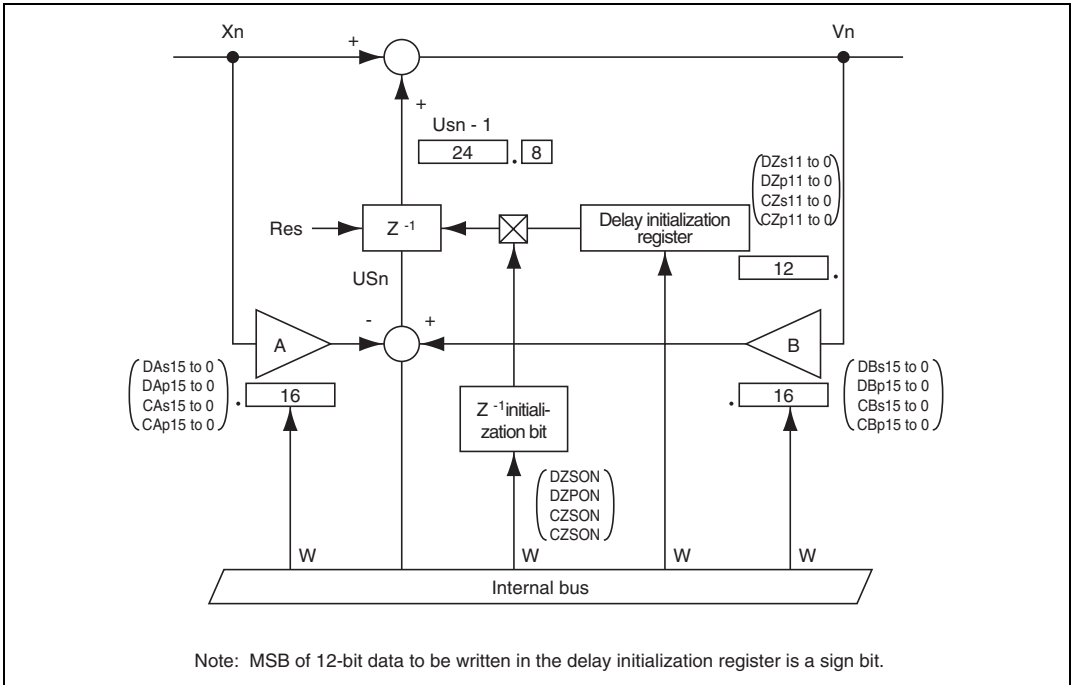 Xn
Vn
+
+
Usn - 1
24 . 8
DZs11 to 0
DZp11 to 0
CZs11 to 0
CZp11 to 0
Res
Z -1
Delay initialization
register
12 .
USn
-
+
A
B
DAs15 to 0
DAp15 to 0
CAs15 to 0
CAp15 to 0
. 16
Z -1 initiali-
zation bit
. 16
DBs15 to 0
DBp15 to 0
CBs15 to 0
CBp15 to 0
DZSON
DZPON
CZSON
CZSON
W
W
W
W
Internal bus
Note: MSB of 12-bit data to be written in the delay initialization register is a sign bit.